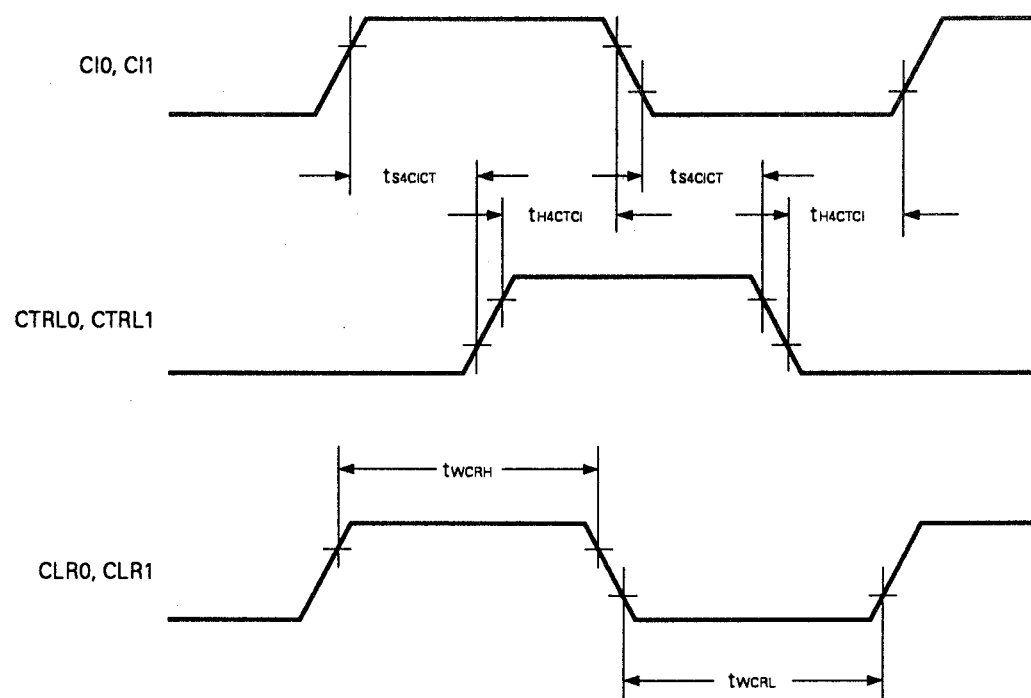 CI0, CI1
tS4CICT tS4CICT
tH4CTCI tH4CTCI
CTRL0, CTRL1
tWCRH
CLR0, CLR1
tWCRL